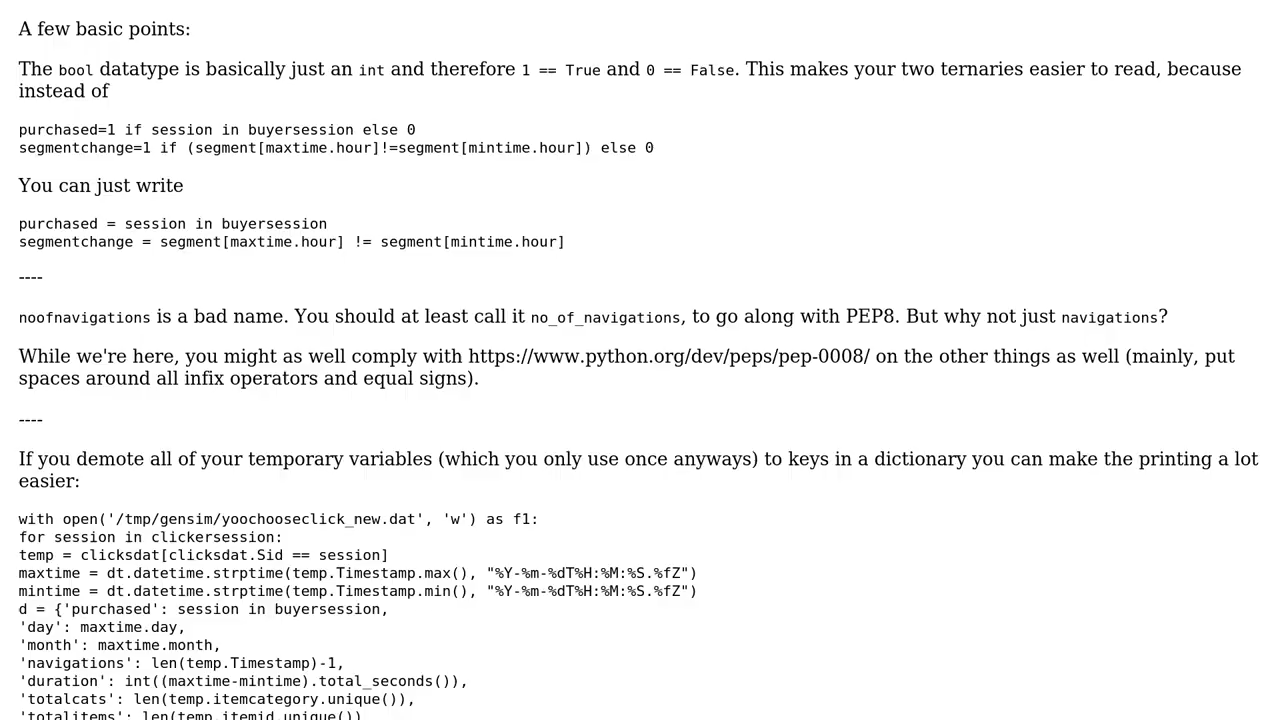 A few basic points:
The bool datatype is basically just an int and therefore 1 == True and 0 == False. This makes your two ternaries easier to read, because
instead of
purchased=1 if session in buyersession else 0
segmentchange=1 if (segment[maxtime.hour]!=segment[mintime.hour]) else 0
You can just write
purchased = session in buyersession
segmentchange = segment[maxtime.hour] != segment[mintime.hour]
----
noofnavigations is a bad name. You should at least call it no_of_navigations, to go along with PEP8. But why not just navigations?
While we're here, you might as well comply with https://www.python.org/dev/peps/pep-0008/ on the other things as well (mainly, put
spaces around all infix operators and equal signs).
----
If you demote all of your temporary variables (which you only use once anyways) to keys in a dictionary you can make the printing a lot
easier:
with open('/tmp/gensim/yoochooseclick_new.dat', 'w') as f1:
for session in clickersession:
temp = clicksdat[clicksdat.Sid == session]
maxtime = dt.datetime.strptime(temp.Timestamp.max(), "%Y-%m-%dT%H:%M:%S.%fZ")
mintime = dt.datetime.strptime(temp.Timestamp.min(), "%Y-%m-%dT%H:%M:%S.%fZ")
d = {'purchased': session in buyersession,
'day': maxtime.day,
'month': maxtime.month,
'navigations': len(temp.Timestamp)-1,
'duration': int((maxtime-mintime).total_seconds()),
'totalcats': len(temp.itemcategory.unique()),
'totalitems': len(temp.itemid.unique())